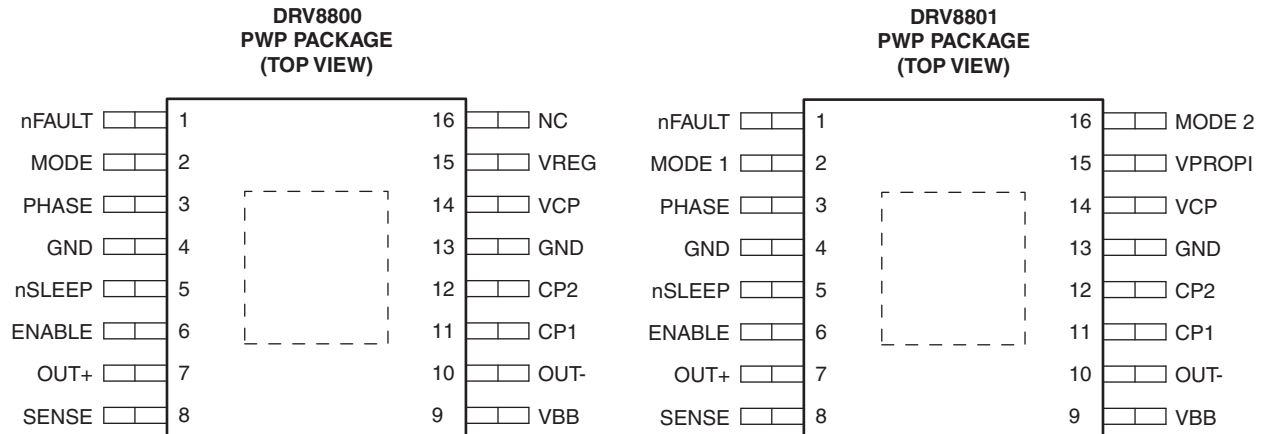 DRV8800
PWP PACKAGE
(TOP VIEW)
nFAULT 1 16 NC
MODE 2 15 VREG
PHASE 3 14 VCP
GND 4 13 GND
nSLEEP 5 12 CP2
ENABLE 6 11 CP1
OUT+ 7 10 OUT-
SENSE 8 9 VBB
DRV8801
PWP PACKAGE
(TOP VIEW)
nFAULT 1 16 MODE 2
MODE 1 2 15 VPROPI
PHASE 3 14 VCP
GND 4 13 GND
nSLEEP 5 12 CP2
ENABLE 6 11 CP1
OUT+ 7 10 OUT-
SENSE 8 9 VBB